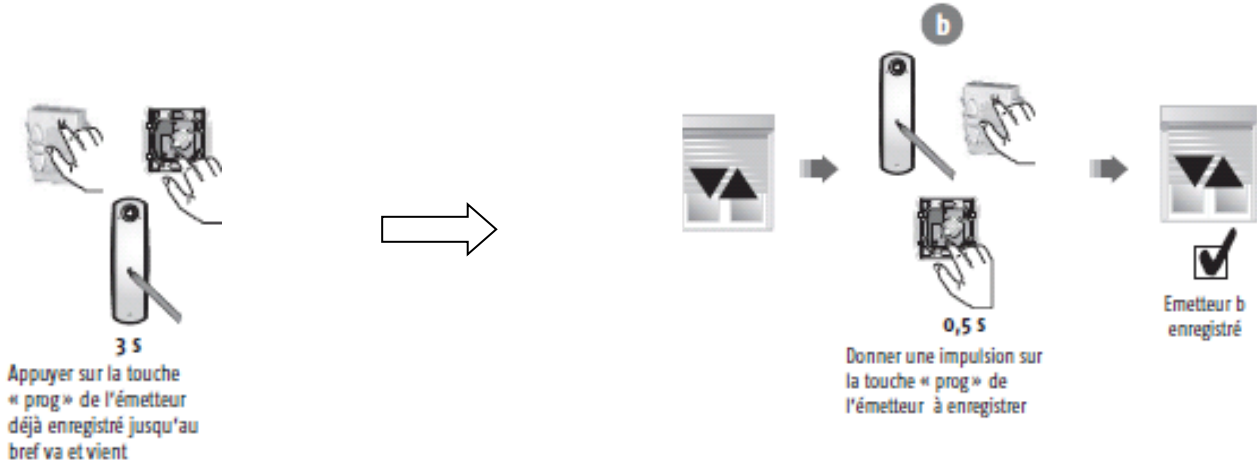 b
3 s
Appuyer sur la touche
« prog » de l'émetteur
déjà enregistré jusqu'au
bref va et vient
0,5 s
Donner une impulsion sur
la touche « prog » de
l'émetteur à enregistrer
Emetteur b
enregistré